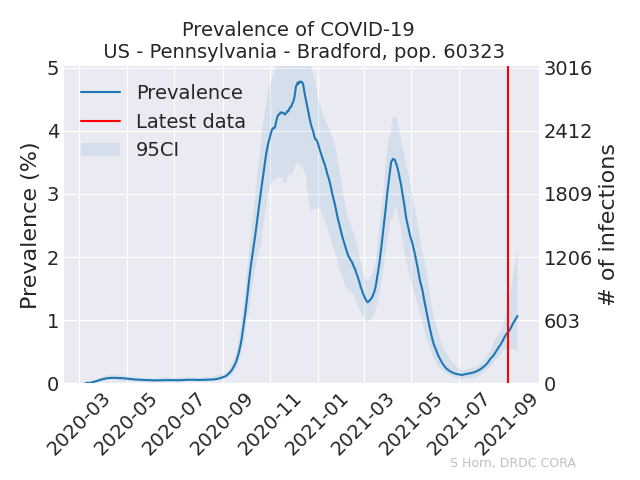 Prevalence of COVID-19
US - Pennsylvania - Bradford, pop. 60323
Prevalence (%)
5
4
3
2
1
0
Prevalence
Latest data
95CI
3016
2412
1809
1206
603
0
# of infections
2020-03
2020-05
2020-07
2020-09
2020-11
2021-01
2021-03
2021-05
2021-07
2021-09
S Horn, DRDC CORA